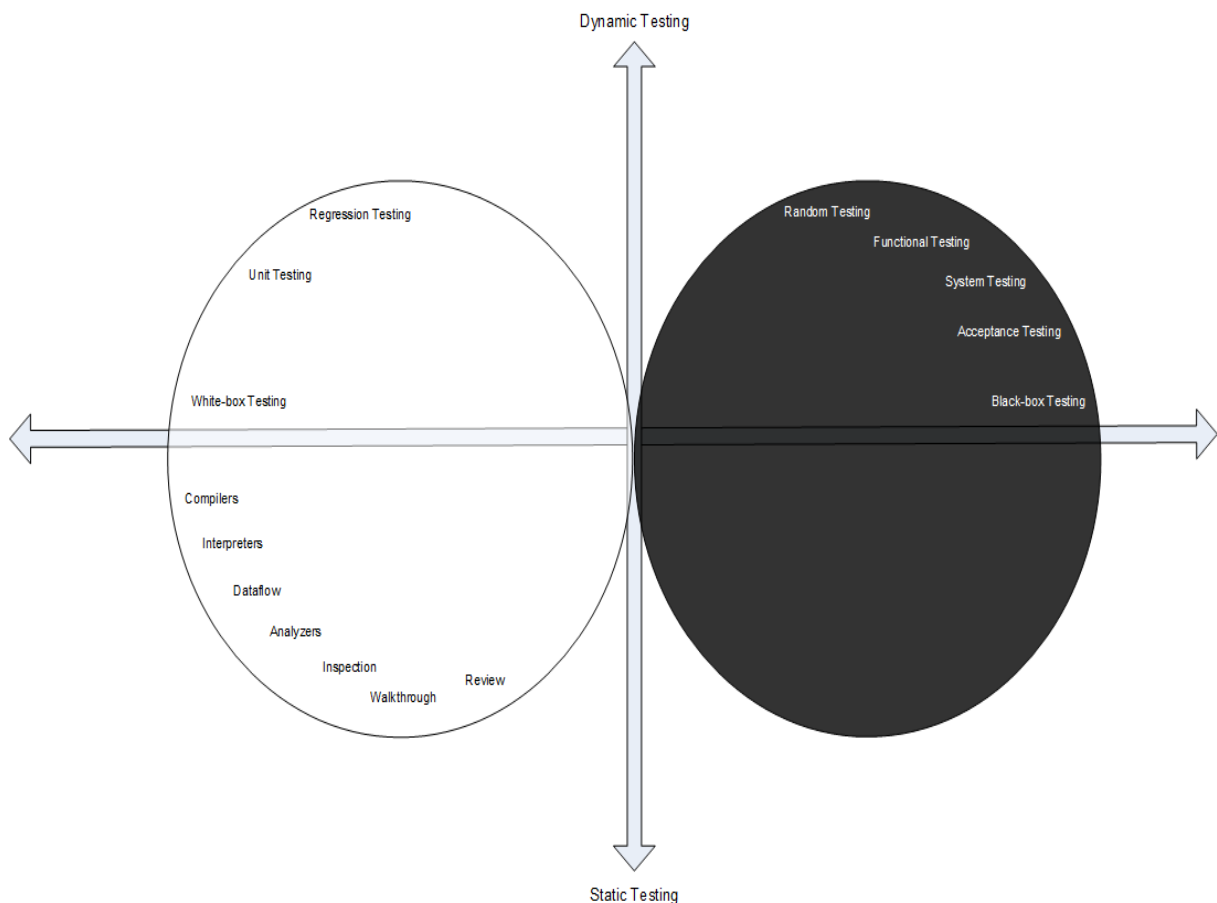 Dynamic Testing
Regression Testing
Unit Testing
White-box Testing
Compilers
Interpreters
Dataflow
Analyzers
Inspection
Walkthrough
Review
Random Testing
Functional Testing
System Testing
Acceptance Testing
Black-box Testing
Static Testing